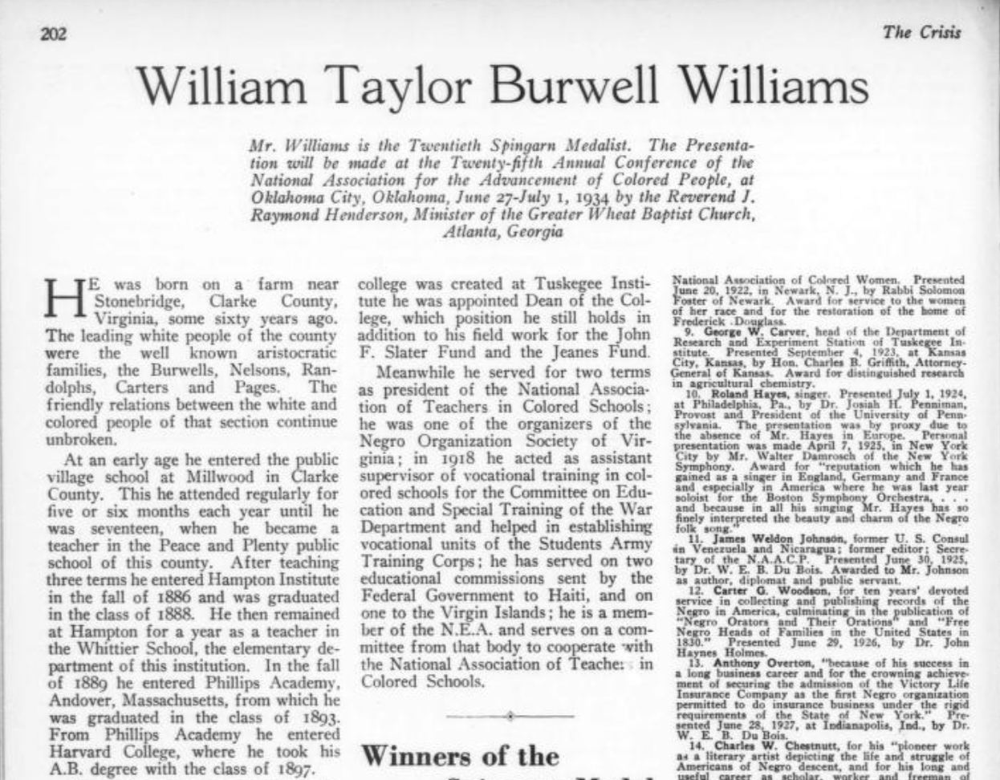 202
The Crisis
William Taylor Burwell Williams
Mr. Williams is the Twentieth Spingarn Medalist. The Presenta-
tion will be made at the Twenty-fifth Annual Conference of the
National Association for the Advancement of Colored People, at
Oklahoma City, Oklahoma, June 27-July 1, 1934 by the Reverend J.
Raymond Henderson, Minister of the Greater Wheat Baptist Church,
Atlanta, Georgia
HE was born on a farm near
Stonebridge, Clarke County,
Virginia, some sixty years ago.
The leading white people of the county
were the well known aristocratic
families, the Burwells, Nelsons, Ran-
dolphs, Carters and Pages. The
friendly relations between the white and
colored people of that section continue
unbroken.
At an early age he entered the public
village school at Millwood in Clarke
County. This he attended regularly for
five or six months each year until he
was seventeen, when he became a
teacher in the Peace and Plenty public
school of this county. After teaching
three terms he entered Hampton Institute
in the fall of 1886 and was graduated
in the class of 1888. He then remained
at Hampton for a year as a teacher in
the Whittier School, the elementary de-
partment of this institution. In the fall
of 1889 he entered Phillips Academy,
Andover, Massachusetts, from which he
was graduated in the class of 1893.
From Phillips Academy he entered
Harvard College, where he took his
A.B. degree with the class of 1897.
college was created at Tuskegee Insti-
tute he was appointed Dean of the Col-
lege, which position he still holds in
addition to his field work for the John
F. Slater Fund and the Jeanes Fund.
Meanwhile he served for two terms
as president of the National Associa-
tion of Teachers in Colored Schools;
he was one of the organizers of the
Negro Organization Society of Vir-
ginia; in 1918 he acted as assistant
supervisor of vocational training in col-
ored schools for the Committee on Edu-
cation and Special Training of the War
Department and helped in establishing
vocational units of the Students Army
Training Corps; he has served on two
educational commissions sent by the
Federal Government to Haiti, and on
one to the Virgin Islands; he is a mem-
ber of the N.E.A. and serves on a com-
mittee from that body to cooperate with
the National Association of Teachers in
Colored Schools.
Winners of the
National Association of Colored Women. Presented
June 20, 1922, in Newark, N. J., by Rabbi Solomon
Foster of Newark. Award for service to the women
of her race and for the restoration of the home of
Frederick Douglass.
9. George W. Carver, head of the Department of
Research and Experiment Station of Tuskegee In-
stitute. Presented September 4, 1923, at Kansas
City, Kansas, by Hon. Charles B. Griffith, Attorney-
General of Kansas. Award for distinguished research
in agricultural chemistry.
10. Roland Hayes, singer. Presented July 1, 1924,
at Philadelphia, Pa., by Dr. Josiah H. Penniman,
Provost and President of the University of Penn-
sylvania. The presentation was by proxy due to
the absence of Mr. Hayes in Europe. Personal
presentation was made April 7, 1925, in New York
City by Mr. Walter Damrosch of the New York
Symphony. Award for "reputation which he has
gained as a singer in England, Germany and France
and especially in America where he was last year
soloist for the Boston Symphony Orchestra, . . .
and because in all his singing Mr. Hayes has so
finely interpreted the beauty and charm of the Negro
folk song."
11. James Weldon Johnson, former U. S. Consul
in Venezuela and Nicaragua; former editor; Secre-
tary of the N.A.A.C.P. Presented June 30, 1925,
by Dr. W. E. B. Du Bois. Awarded to Mr. Johnson
as author, diplomat and public servant.
12. Carter G. Woodson, for ten years' devoted
service in collecting and publishing records of the
Negro in America, culminating in the publication of
"Negro Orators and Their Orations" and "Free
Negro Heads of Families in the United States in
1830." Presented June 29, 1926, by Dr. John
Haynes Holmes.
13. Anthony Overton, "because of his success in
a long business career and for the crowning achieve-
ment of securing the admission of the Victory Life
Insurance Company as the first Negro organization
permitted to do insurance business under the rigid
requirements of the State of New York." Pre-
sented June 28, 1927, at Indianapolis, Ind., by Dr.
W. E. B. Du Bois.
14. Charles W. Chestnutt, for his "pioneer work
as a literary artist depicting the life and struggle of
Americans of Negro descent, and for his long and
useful career as scholar, worker and freeman of